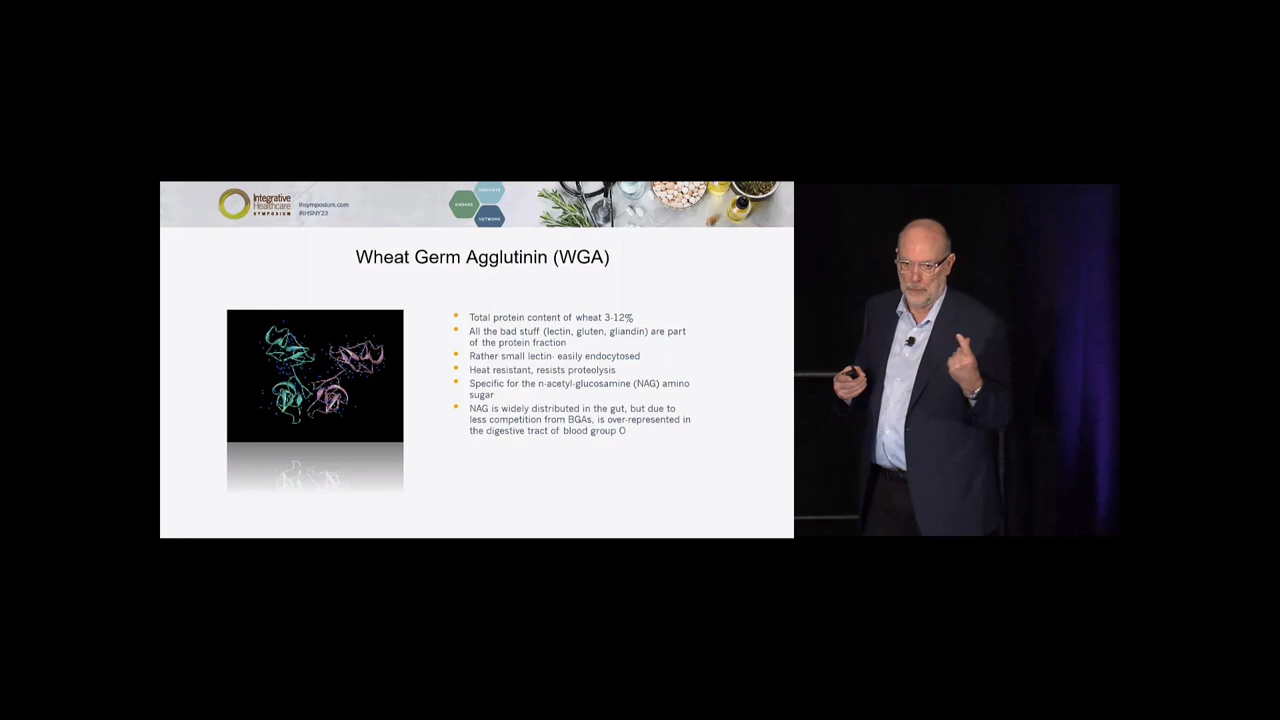 Integrative
Healthcare
SYMPOSIUM
ihsymposium.com
#IHSNY23
INNOVATE
ENGAGE
NETWORK
Wheat Germ Agglutinin (WGA)
Total protein content of wheat 3-12%
All the bad stuff (lectin, gluten, gliandin) are part
of the protein fraction
Rather small lectin- easily endocytosed
Heat resistant, resists proteolysis
Specific for the n-acetyl-glucosamine (NAG) amino
sugar
NAG is widely distributed in the gut, but due to
less competition from BGAs, is over-represented in
the digestive tract of blood group O